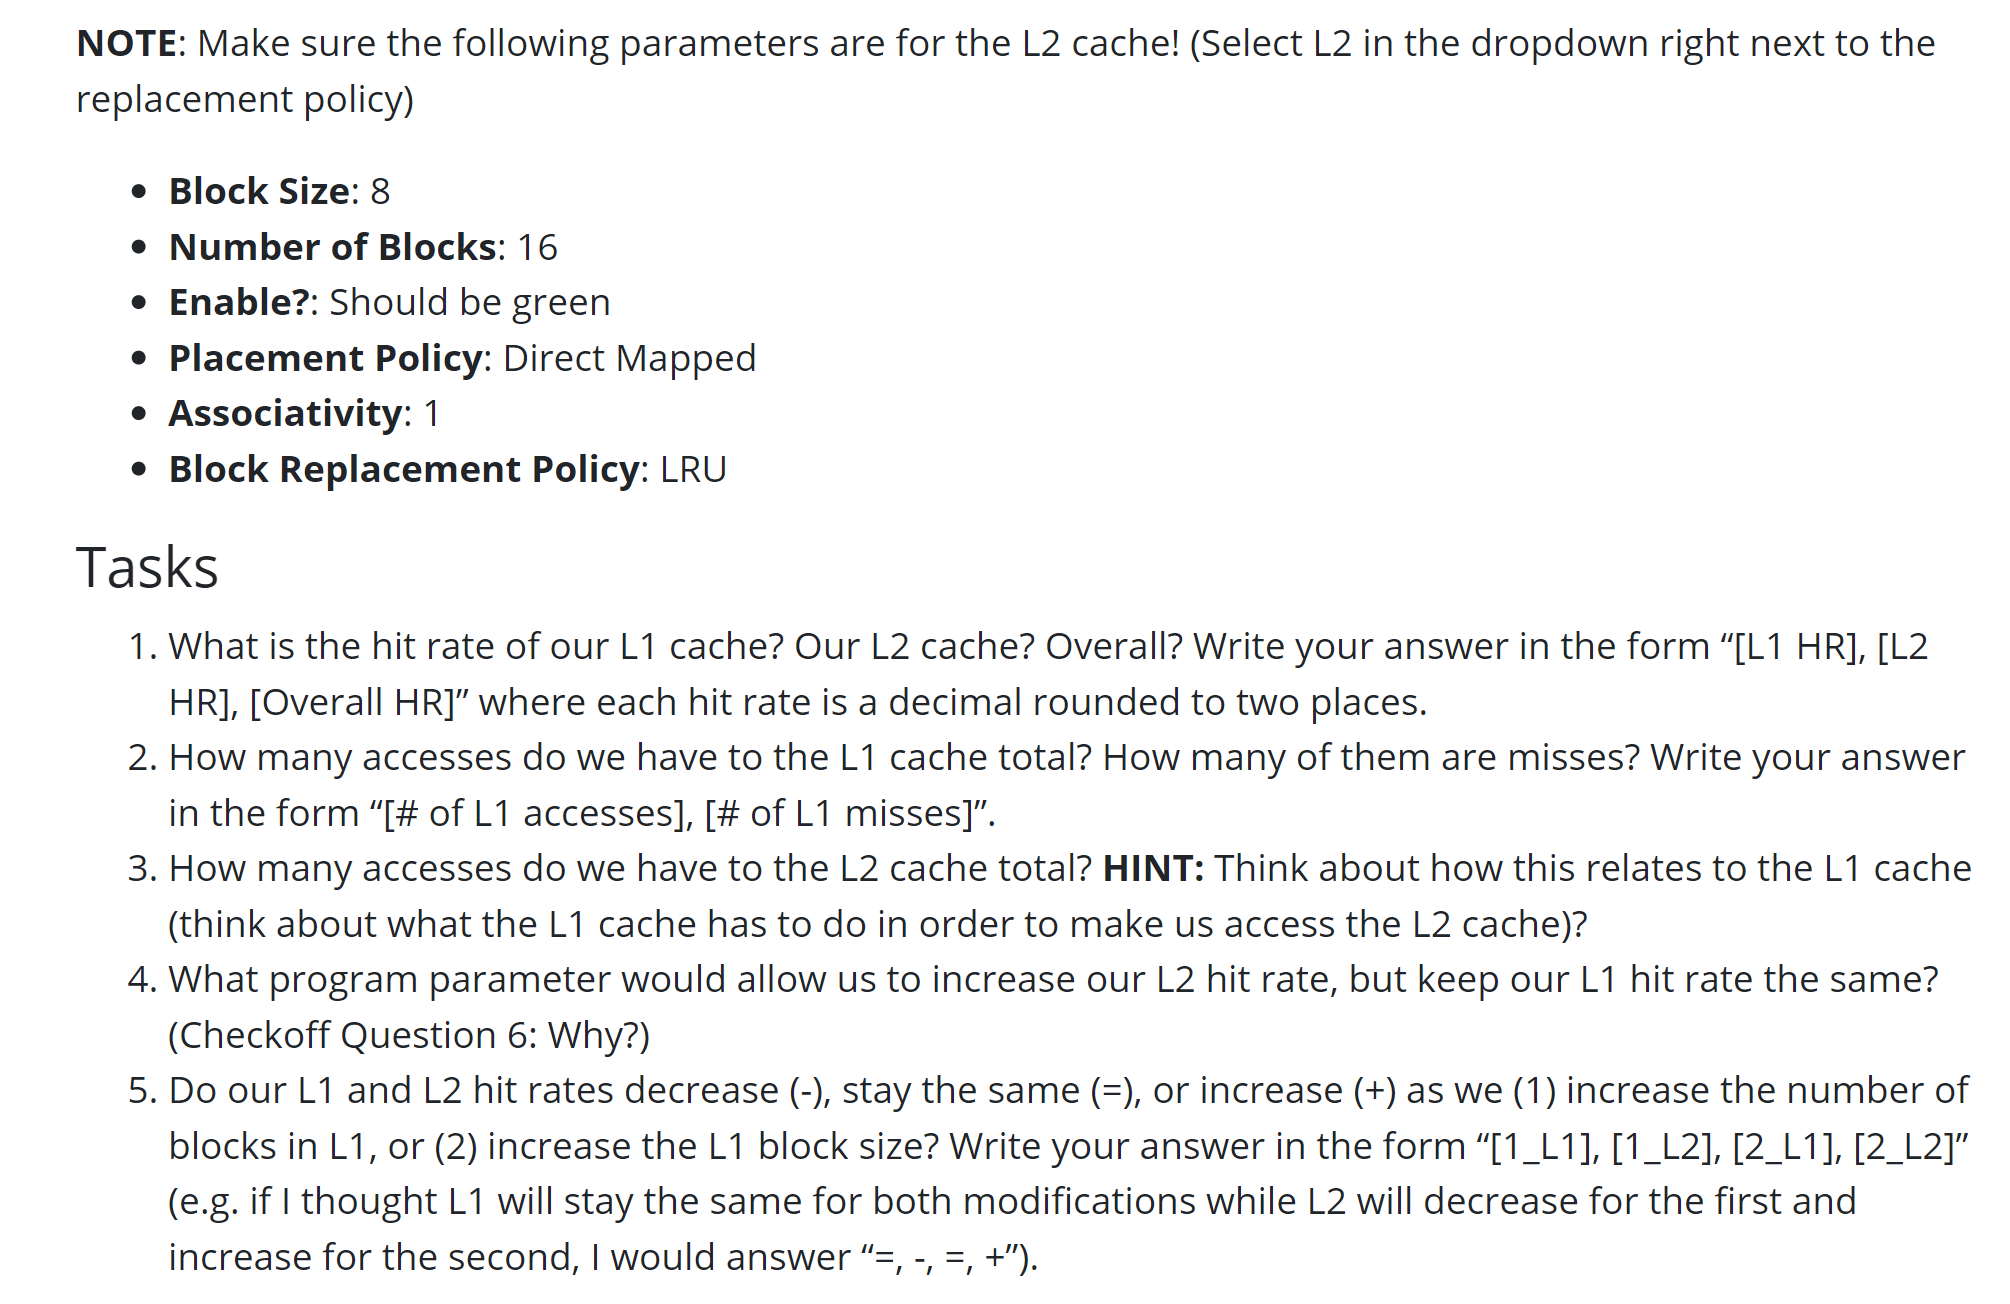 NOTE: Make sure the following parameters are for the L2 cache! (Select L2 in the dropdown right next to the
replacement policy)
• Block Size: 8
• Number of Blocks: 16
• Enable?: Should be green
• Placement Policy: Direct Mapped
• Associativity: 1
• Block Replacement Policy: LRU
Tasks
1. What is the hit rate of our L1 cache? Our L2 cache? Overall? Write your answer in the form “[L1 HR], [L2
HR], [Overall HR]” where each hit rate is a decimal rounded to two places.
2. How many accesses do we have to the L1 cache total? How many of them are misses? Write your answer
in the form “[# of L1 accesses], [# of L1 misses]”.
3. How many accesses do we have to the L2 cache total? HINT: Think about how this relates to the L1 cache
(think about what the L1 cache has to do in order to make us access the L2 cache)?
4. What program parameter would allow us to increase our L2 hit rate, but keep our L1 hit rate the same?
(Checkoff Question 6: Why?)
5. Do our L1 and L2 hit rates decrease (-), stay the same (=), or increase (+) as we (1) increase the number of
blocks in L1, or (2) increase the L1 block size? Write your answer in the form “[1_L1], [1_L2], [2_L1], [2_L2]”
(e.g. if I thought L1 will stay the same for both modifications while L2 will decrease for the first and
increase for the second, I would answer “=, -, =, +”).